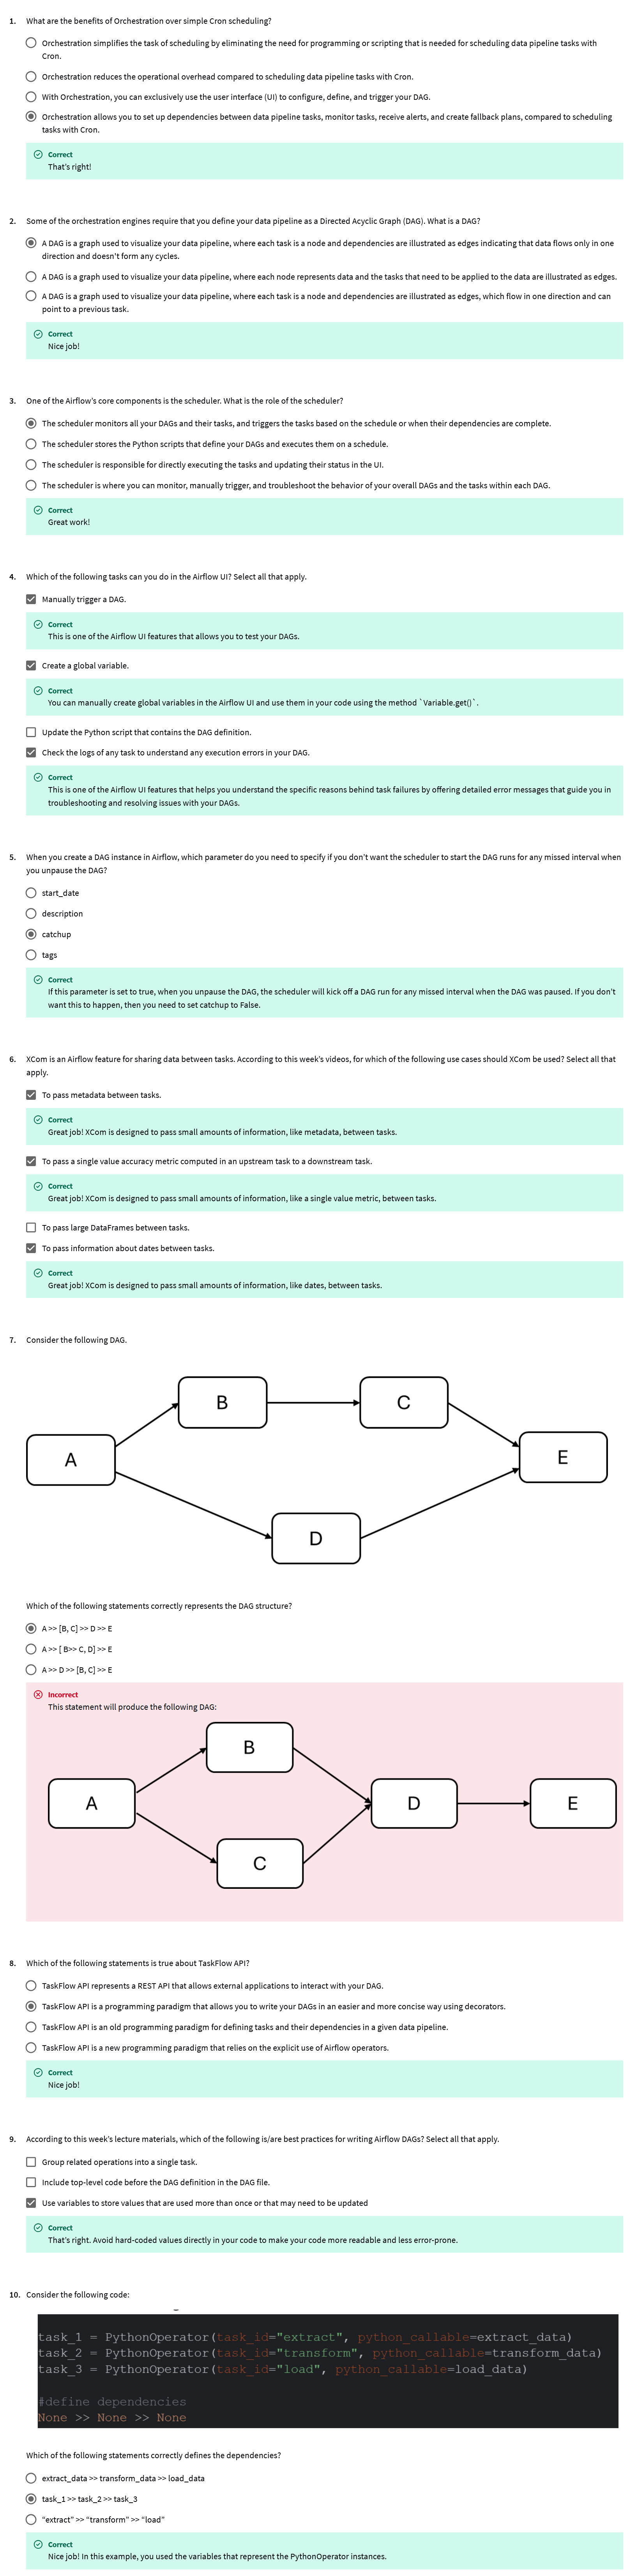 1. What are the benefits of Orchestration over simple Cron scheduling?
Orchestration simplifies the task of scheduling by eliminating the need for programming or scripting that is needed for scheduling data pipeline tasks with
Cron.
Orchestration reduces the operational overhead compared to scheduling data pipeline tasks with Cron.
With Orchestration, you can exclusively use the user interface (UI) to configure, define, and trigger your DAG.
Orchestration allows you to set up dependencies between data pipeline tasks, monitor tasks, receive alerts, and create fallback plans, compared to scheduling
tasks with Cron.
Correct
That's right!
2. Some of the orchestration engines require that you define your data pipeline as a Directed Acyclic Graph (DAG). What is a DAG?
A DAG is a graph used to visualize your data pipeline, where each task is a node and dependencies are illustrated as edges indicating that data flows only in one
direction and doesn't form any cycles.
A DAG is a graph used to visualize your data pipeline, where each node represents data and the tasks that need to be applied to the data are illustrated as edges.
A DAG is a graph used to visualize your data pipeline, where each task is a node and dependencies are illustrated as edges, which flow in one direction and can
point to a previous task.
Correct
Nice job!
3. One of the Airflow's core components is the scheduler. What is the role of the scheduler?
The scheduler monitors all your DAGs and their tasks, and triggers the tasks based on the schedule or when their dependencies are complete.
The scheduler stores the Python scripts that define your DAGs and executes them on a schedule.
The scheduler is responsible for directly executing the tasks and updating their status in the UI.
The scheduler is where you can monitor, manually trigger, and troubleshoot the behavior of your overall DAGs and the tasks within each DAG.
Correct
Great work!
4. Which of the following tasks can you do in the Airflow UI? Select all that apply.
Manually trigger a DAG.
Correct
This is one of the Airflow UI features that allows you to test your DAGs.
Create a global variable.
Correct
You can manually create global variables in the Airflow UI and use them in your code using the method `Variable.get()`.
Update the Python script that contains the DAG definition.
Check the logs of any task to understand any execution errors in your DAG.
Correct
This is one of the Airflow UI features that helps you understand the specific reasons behind task failures by offering detailed error messages that guide you in
troubleshooting and resolving issues with your DAGs.
5. When you create a DAG instance in Airflow, which parameter do you need to specify if you don't want the scheduler to start the DAG runs for any missed interval when
you unpause the DAG?
start_date
description
catchup
tags
Correct
If this parameter is set to true, when you unpause the DAG, the scheduler will kick off a DAG run for any missed interval when the DAG was paused. If you don't
want this to happen, then you need to set catchup to False.
6. XCom is an Airflow feature for sharing data between tasks. According to this week's videos, for which of the following use cases should XCom be used? Select all that
apply.
To pass metadata between tasks.
Correct
Great job! XCom is designed to pass small amounts of information, like metadata, between tasks.
To pass a single value accuracy metric computed in an upstream task to a downstream task.
Correct
Great job! XCom is designed to pass small amounts of information, like a single value metric, between tasks.
To pass large DataFrames between tasks.
To pass information about dates between tasks.
Correct
Great job! XCom is designed to pass small amounts of information, like dates, between tasks.
7. Consider the following DAG.
B
C
A
E
D
Which of the following statements correctly represents the DAG structure?
A >> [B, C] >> D >> E
A >> [ B>> C, D] >> E
A >> D >> [B, C] >> E
Incorrect
This statement will produce the following DAG:
B
A
D
E
C
8. Which of the following statements is true about TaskFlow API?
TaskFlow API represents a REST API that allows external applications to interact with your DAG.
TaskFlow API is a programming paradigm that allows you to write your DAGs in an easier and more concise way using decorators.
TaskFlow API is an old programming paradigm for defining tasks and their dependencies in a given data pipeline.
TaskFlow API is a new programming paradigm that relies on the explicit use of Airflow operators.
Correct
Nice job!
9. According to this week's lecture materials, which of the following is/are best practices for writing Airflow DAGs? Select all that apply.
Group related operations into a single task.
Include top-level code before the DAG definition in the DAG file.
Use variables to store values that are used more than once or that may need to be updated
Correct
That's right. Avoid hard-coded values directly in your code to make your code more readable and less error-prone.
10. Consider the following code:
task_1 = PythonOperator(task_id="extract", python_callable=extract_data)
task_2 = PythonOperator(task_id="transform", python_callable=transform_data)
task_3 = PythonOperator(task_id="load", python_callable=load_data)
#define dependencies
None >> None >> None
Which of the following statements correctly defines the dependencies?
extract_data >> transform_data >> load_data
task_1 >> task_2 >> task_3
"extract" >> "transform" >> "load"
Correct
Nice job! In this example, you used the variables that represent the PythonOperator instances.